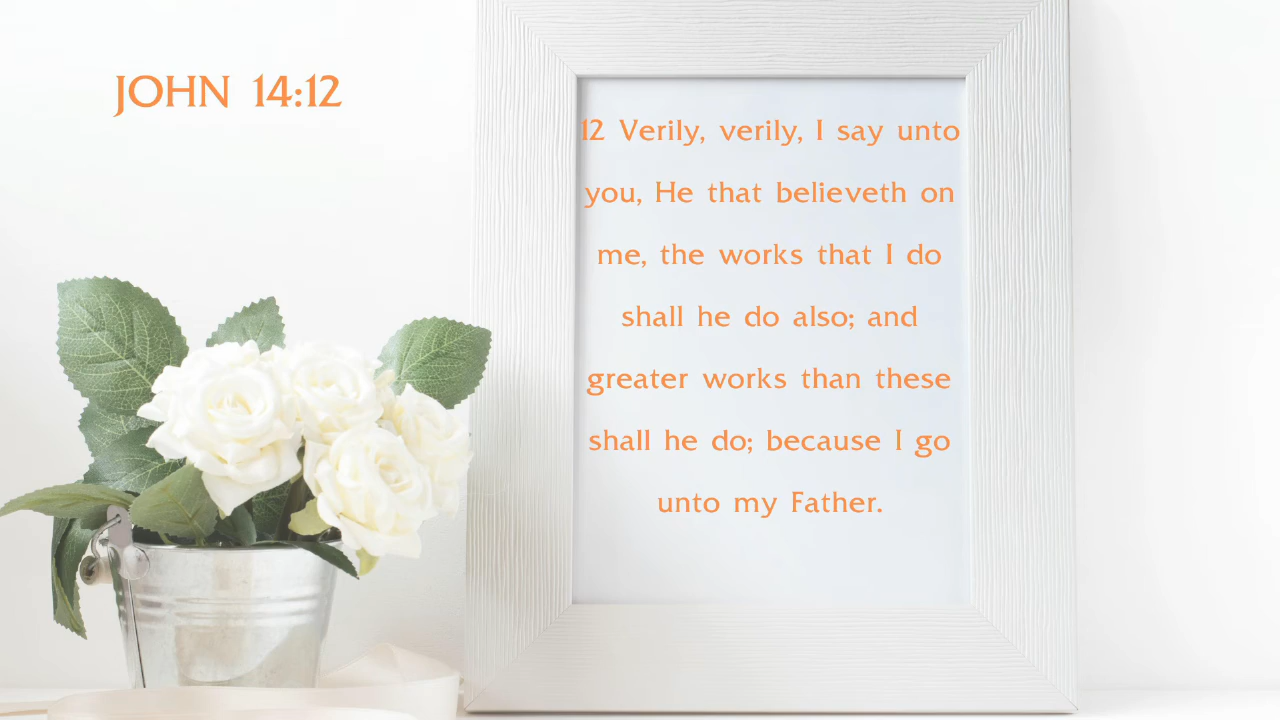 JOHN 14:12
12 Verily, verily, I say unto
you, He that believeth on
me, the works that I do
shall he do also; and
greater works than these
shall he do; because I go
unto my Father.